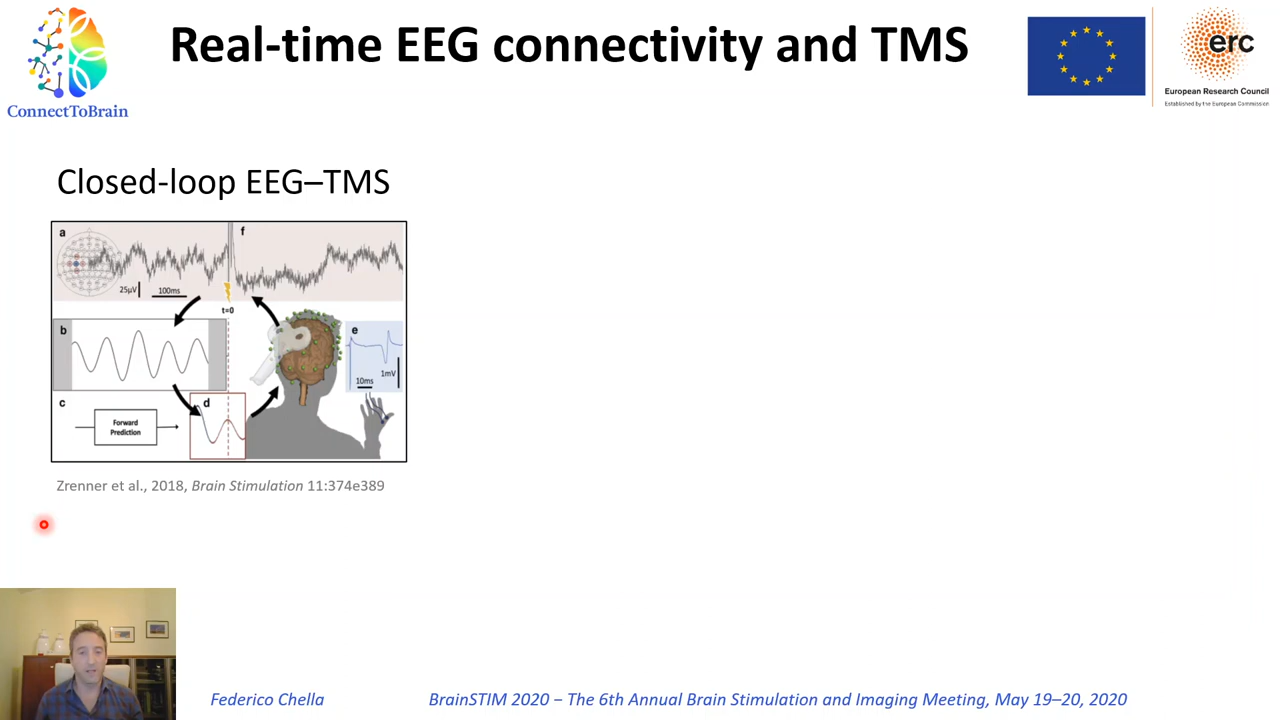 Real-time EEG connectivity and TMS
ConnectToBrain
erc
European Research Council
Established by the European Commission
Closed-loop EEG–TMS
a
f
25µV
100ms
t=0
b
e
1mV
10ms
c
d
Forward
Prediction
Zrenner et al., 2018, Brain Stimulation 11:374e389
Federico Chella
BrainSTIM 2020 – The 6th Annual Brain Stimulation and Imaging Meeting, May 19–20, 2020